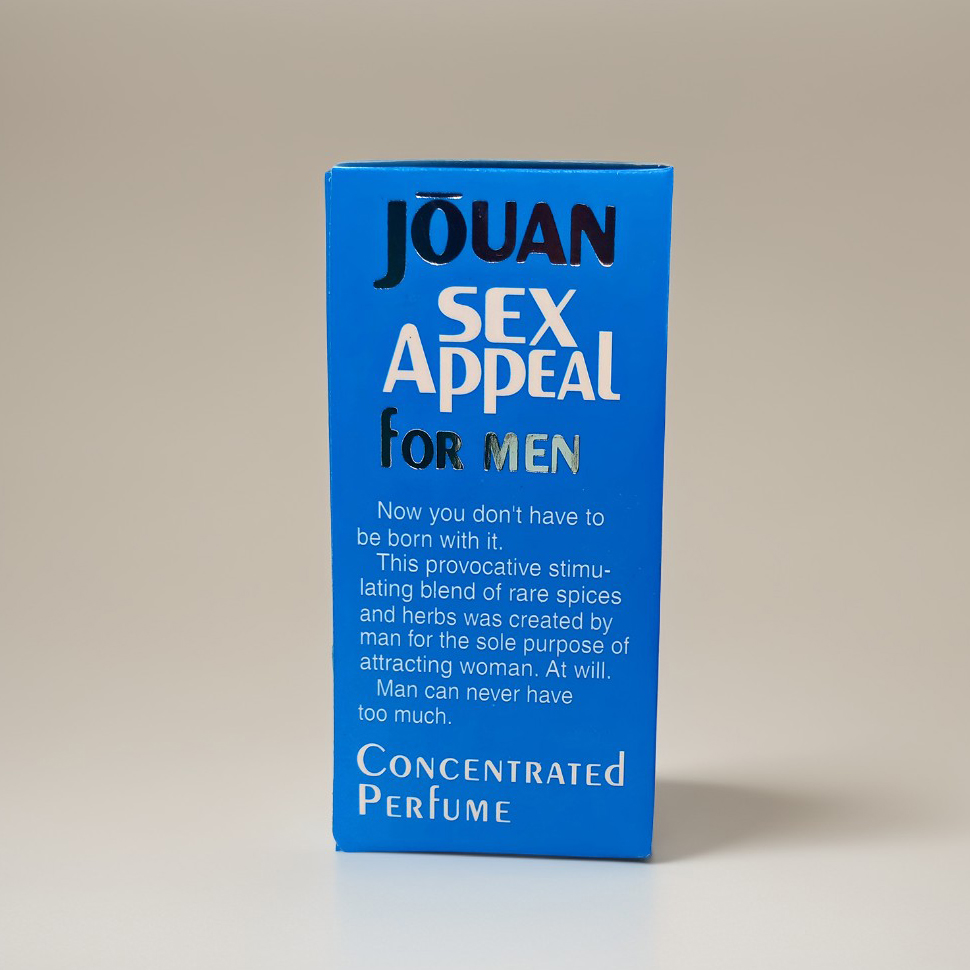 JŌUAN
SEX
APPEAL
FOR MEN
Now you don't have to
be born with it.
This provocative stimu-
lating blend of rare spices
and herbs was created by
man for the sole purpose of
attracting woman. At will.
Man can never have
too much.
CONCENTRATEd
PERfUME